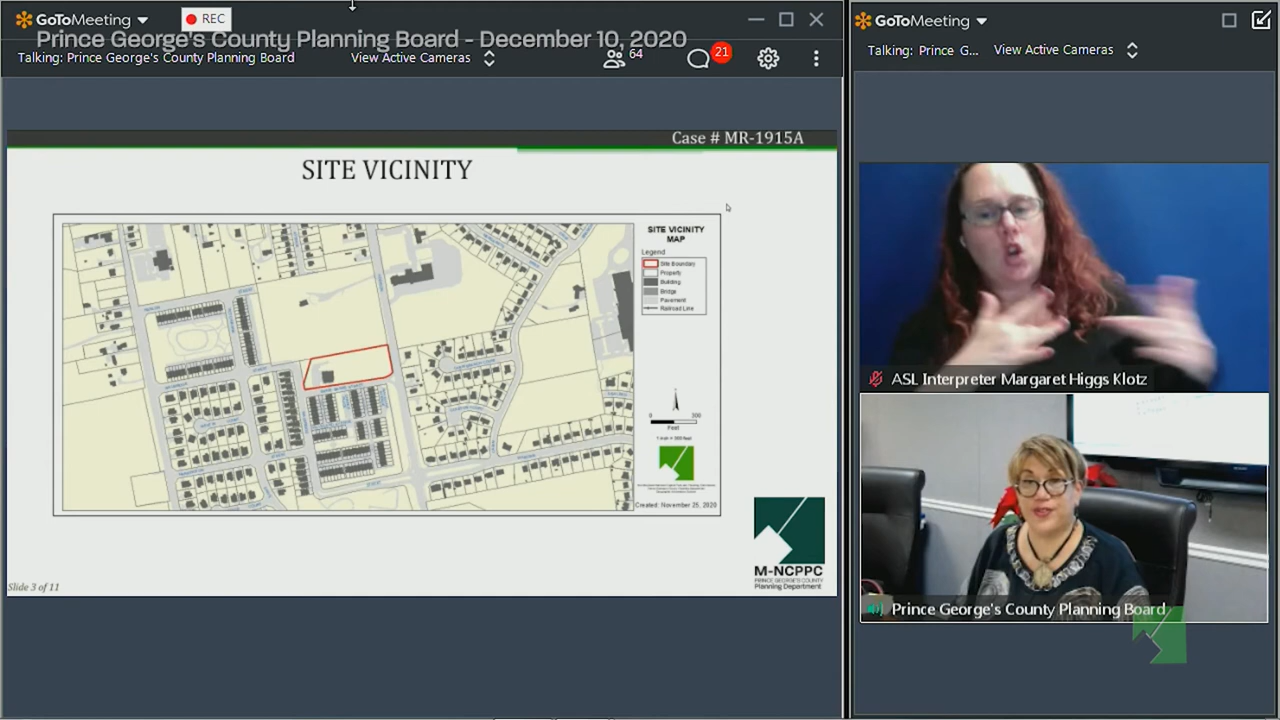 GoToMeeting
REC
Prince George's County Planning Board - December 10, 2020
Talking: Prince George's County Planning Board
View Active Cameras
64
21
Case # MR-1915A
SITE VICINITY
SITE VICINITY
MAP
Legend
Site Boundary
Property
Building
Bridge
Pavement
Railroad Line
0
300
Feet
Created: November 25, 2020
M-NCPPC
PRINCE GEORGE'S COUNTY
Planning Department
Slide 3 of 11
GoToMeeting
Talking: Prince G...
View Active Cameras
ASL Interpreter Margaret Higgs Klotz
Prince George's County Planning Board